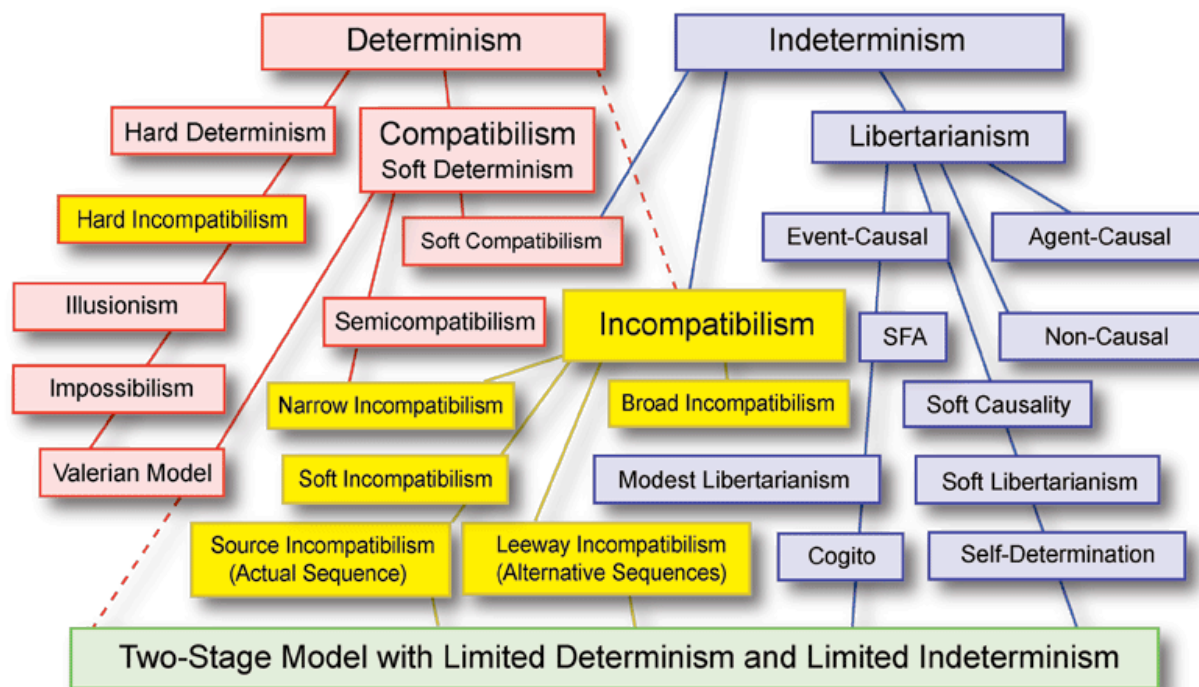 Determinism
Indeterminism
Hard Determinism
Compatibilism
Soft Determinism
Libertarianism
Hard Incompatibilism
Soft Compatibilism
Event-Causal
Agent-Causal
Illusionism
Semicompatibilism
Incompatibilism
SFA
Non-Causal
Impossibilism
Narrow Incompatibilism
Broad Incompatibilism
Soft Causality
Valerian Model
Soft Incompatibilism
Modest Libertarianism
Soft Libertarianism
Source Incompatibilism
(Actual Sequence)
Leeway Incompatibilism
(Alternative Sequences)
Cogito
Self-Determination
Two-Stage Model with Limited Determinism and Limited Indeterminism